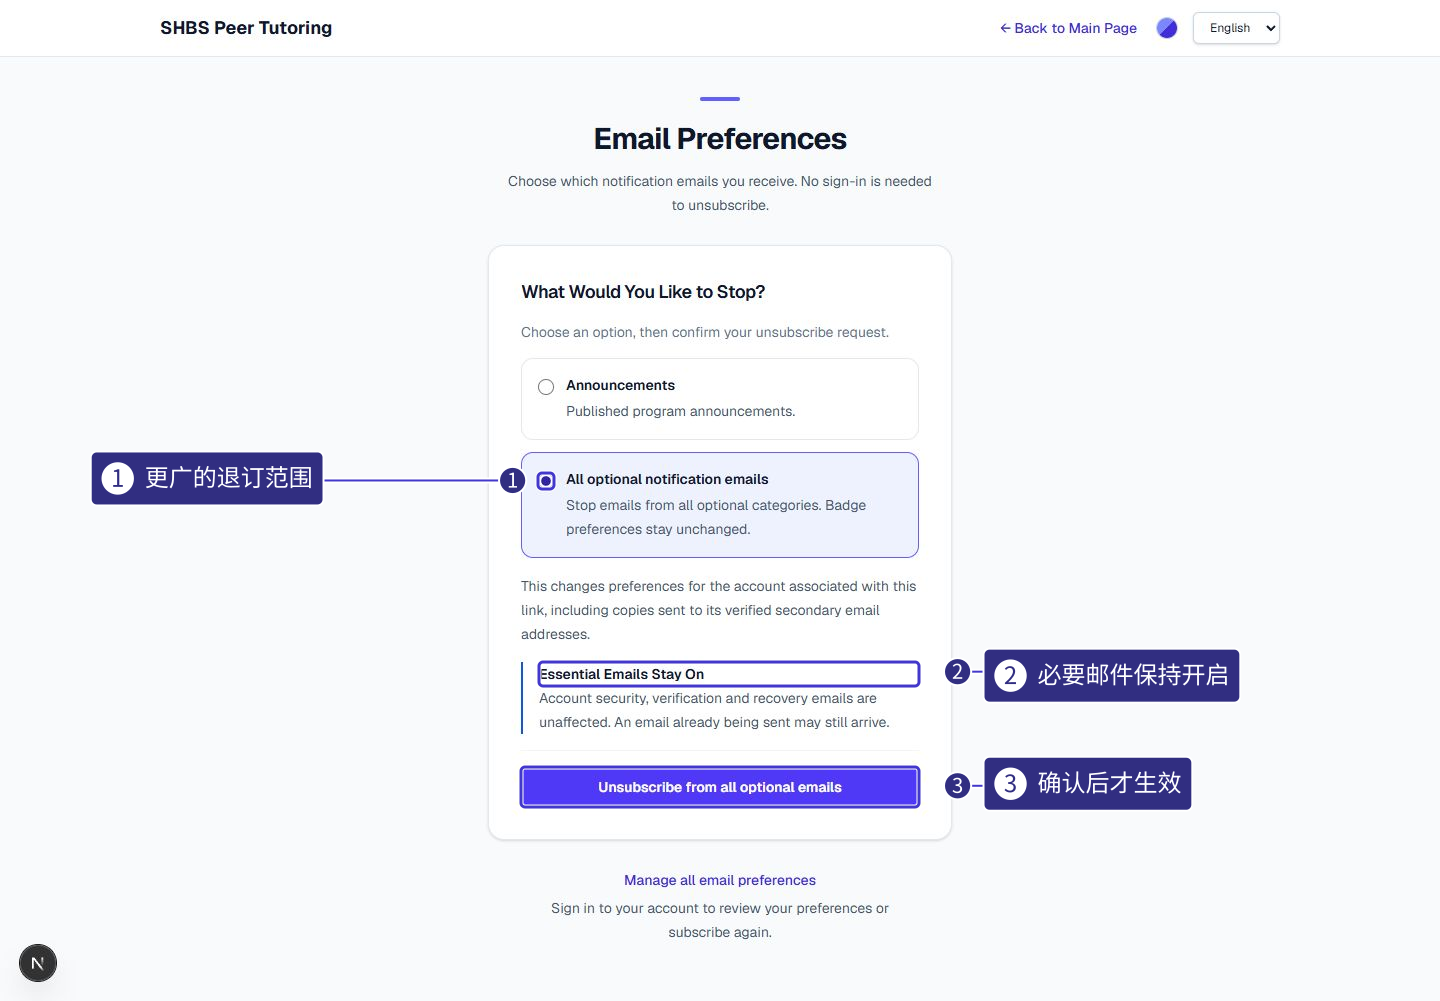 SHBS Peer Tutoring
← Back to Main Page
English
Email Preferences
Choose which notification emails you receive. No sign-in is needed
to unsubscribe.
What Would You Like to Stop?
Choose an option, then confirm your unsubscribe request.
Announcements
Published program announcements.
1 更广的退订范围
1
All optional notification emails
Stop emails from all optional categories. Badge
preferences stay unchanged.
This changes preferences for the account associated with this
link, including copies sent to its verified secondary email
addresses.
Essential Emails Stay On
2
2 必要邮件保持开启
Account security, verification and recovery emails are
unaffected. An email already being sent may still arrive.
Unsubscribe from all optional emails
3
3 确认后才生效
Manage all email preferences
Sign in to your account to review your preferences or
subscribe again.
N